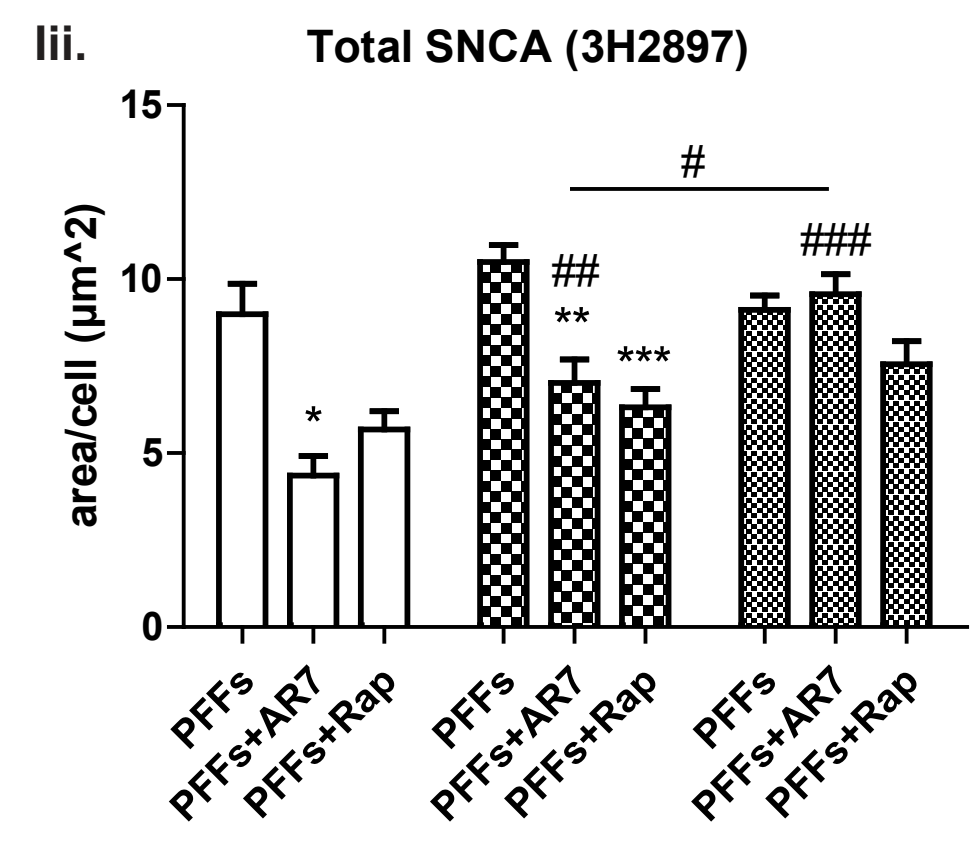 Iii.
Total SNCA (3H2897)
area/cell (µm^2)
15
10
5
0
#
##
**
***
*
###
PFFs
PFFs+AR7
PFFs+Rap
PFFs
PFFs+AR7
PFFs+Rap
PFFs
PFFs+AR7
PFFs+Rap